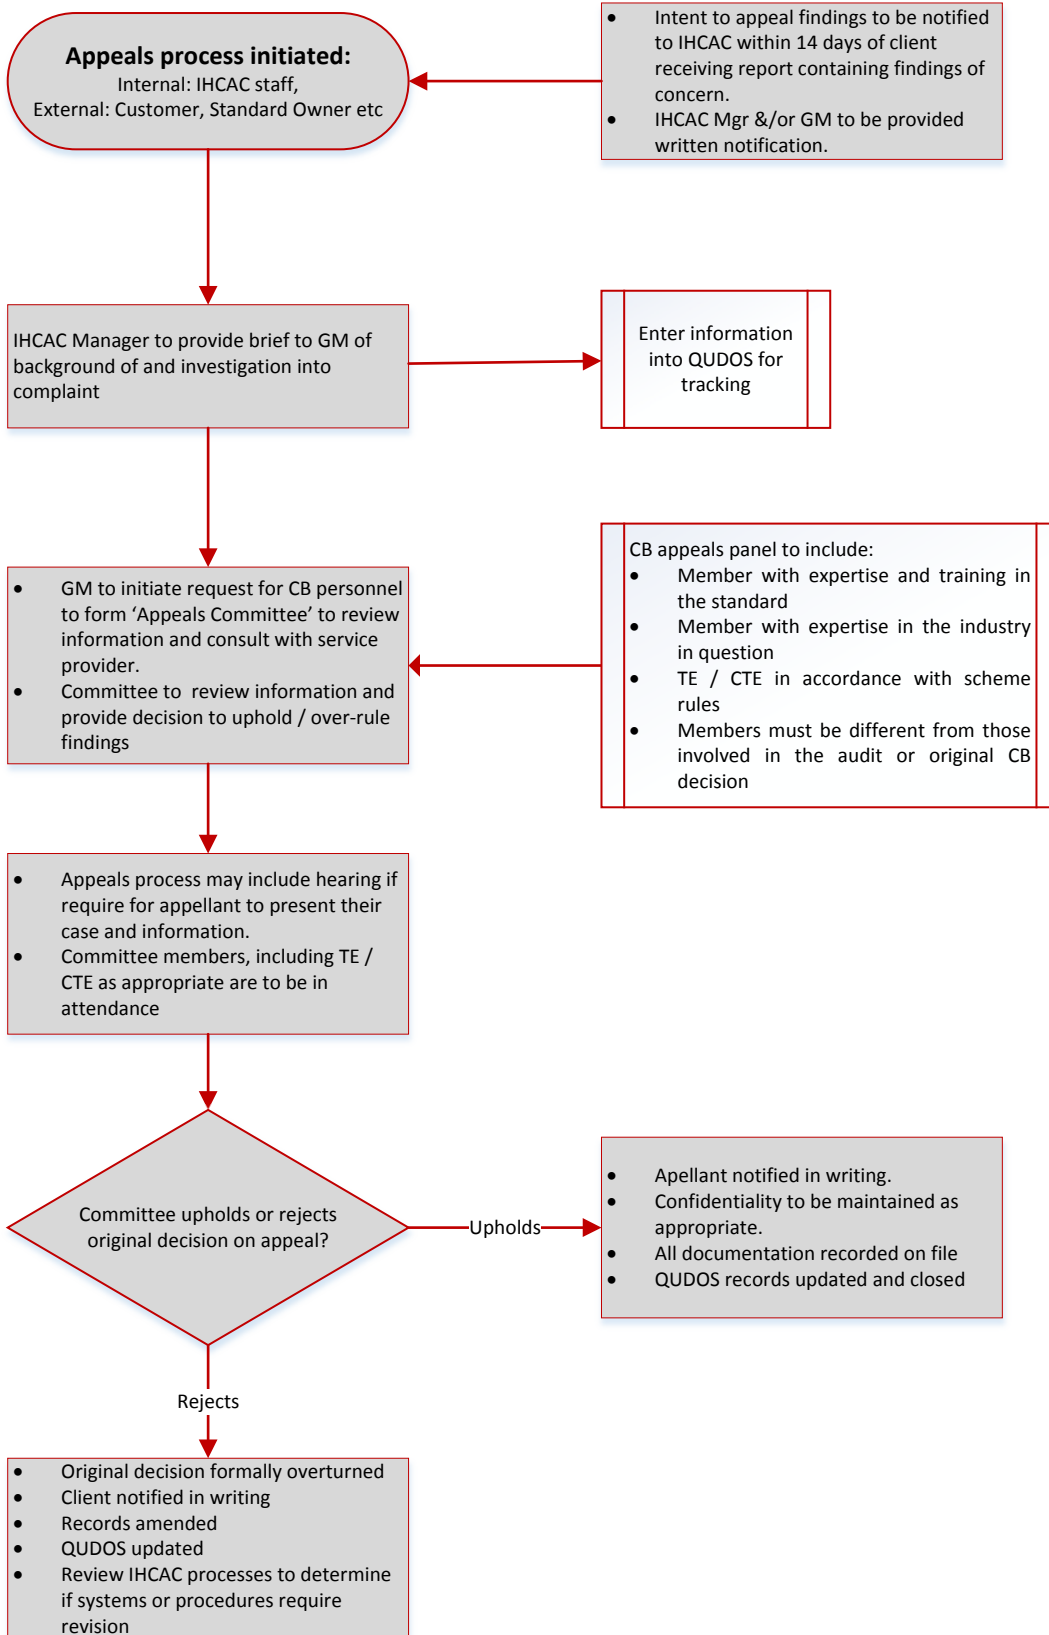 Appeals process initiated:
Internal: IHCAC staff,
External: Customer, Standard Owner etc
• Intent to appeal findings to be notified
to IHCAC within 14 days of client
receiving report containing findings of
concern.
• IHCAC Mgr &/or GM to be provided
written notification.
IHCAC Manager to provide brief to GM of
background of and investigation into
complaint
Enter information
into QUDOS for
tracking
• GM to initiate request for CB personnel
to form ‘Appeals Committee’ to review
information and consult with service
provider.
• Committee to review information and
provide decision to uphold / over-rule
findings
CB appeals panel to include:
• Member with expertise and training in
the standard
• Member with expertise in the industry
in question
• TE / CTE in accordance with scheme
rules
• Members must be different from those
involved in the audit or original CB
decision
• Appeals process may include hearing if
require for appellant to present their
case and information.
• Committee members, including TE /
CTE as appropriate are to be in
attendance
Committee upholds or rejects
original decision on appeal?
Upholds
• Apellant notified in writing.
• Confidentiality to be maintained as
appropriate.
• All documentation recorded on file
• QUDOS records updated and closed
Rejects
• Original decision formally overturned
• Client notified in writing
• Records amended
• QUDOS updated
• Review IHCAC processes to determine
if systems or procedures require
revision